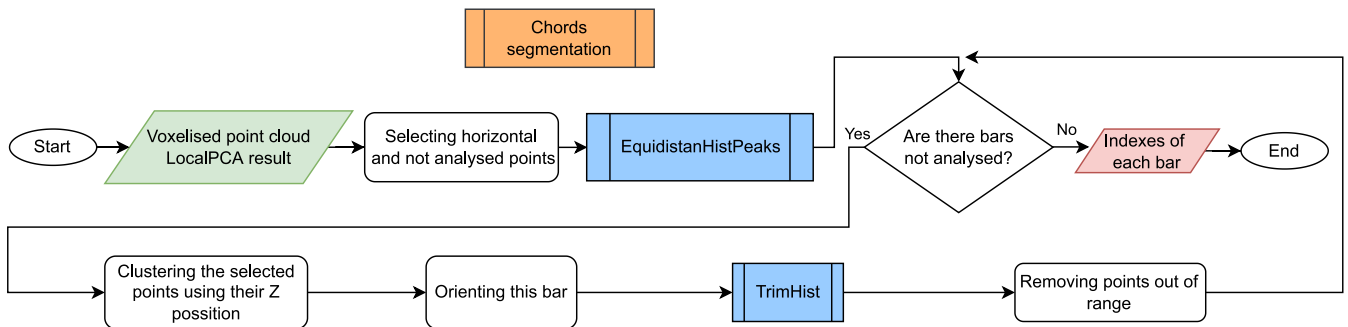 Chords
segmentation
Start
Voxelised point cloud
LocalPCA result
Selecting horizontal
and not analysed points
EquidistanHistPeaks
Yes
Are there bars
not analysed?
No
Indexes of
each bar
End
Clustering the selected
points using their Z
possition
Orienting this bar
TrimHist
Removing points out of
range